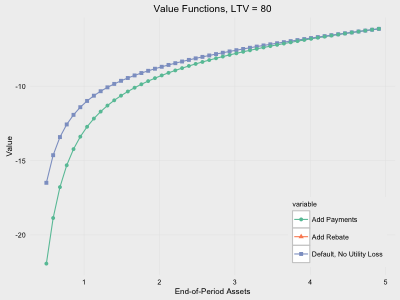 Value Functions, LTV = 80
Value
-10
-15
-20
variable
Add Payments
Add Rebate
Default, No Utility Loss
1
2
3
4
5
End-of-Period Assets